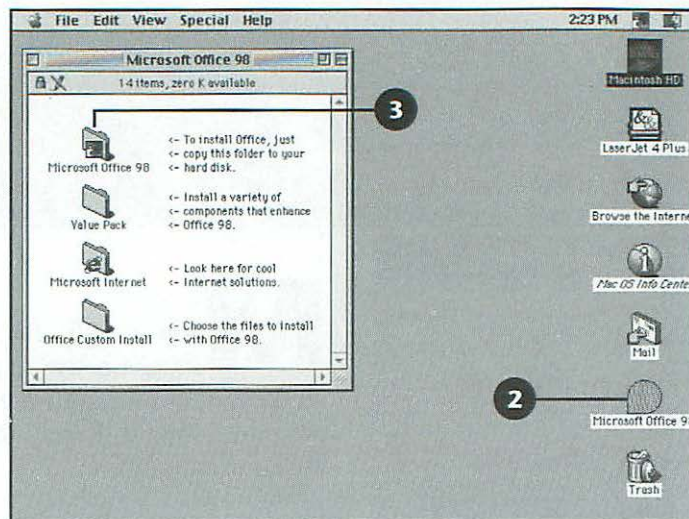 File Edit View Special Help 2:23 PM
Microsoft Office 98
14 items, zero K available
3
Microsoft Office 98
<- To install Office, just
<- copy this folder to your
<- hard disk.
Value Pack
<- Install a variety of
<- components that enhance
<- Office 98.
Microsoft Internet
<- Look here for cool
<- Internet solutions.
Office Custom Install
<- Choose the files to install
<- with Office 98.
Macintosh HD
LaserJet 4 Plus
Browse the Interne
Mac OS Info Center
Mail
2
Microsoft Office 98
Trash